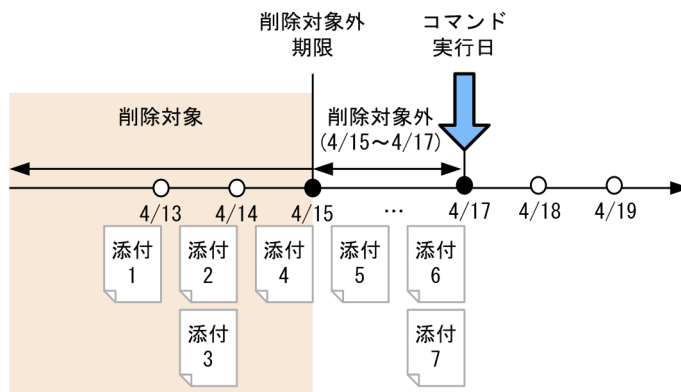 削除対象外
期限
コマンド
実行日
削除対象
削除対象外
(4/15～4/17)
4/13
4/14
4/15
…
4/17
4/18
4/19
添付
1
添付
2
添付
4
添付
5
添付
6
添付
3
添付
7